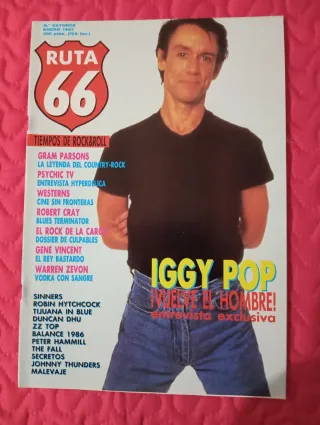 RUTA
66
TIEMPOS DE ROCK&ROLL
GRAM PARSONS
LA LEYENDA DEL COUNTRY-ROCK
PSYCHIC TV
ENTREVISTA HYPERDELICA
WESTERNS
CINE SIN FRONTERAS
ROBERT CRAY
BLUES TERMINATOR
EL ROCK DE LA CARCEL
DOSSIER DE CULPABLES
GENE VINCENT
EL REY BASTARDO
WARREN ZEVON
VODKA CON SANGRE
IGGY POP
¡VUELVE EL HOMBRE!
entrevista exclusiva
SINNERS
ROBIN HYTCHCOCK
TIJUANA IN BLUE
DUNCAN DHU
ZZ TOP
BALANCE 1986
PETER HAMMILL
THE FALL
SECRETOS
JOHNNY THUNDERS
MALEVAJE